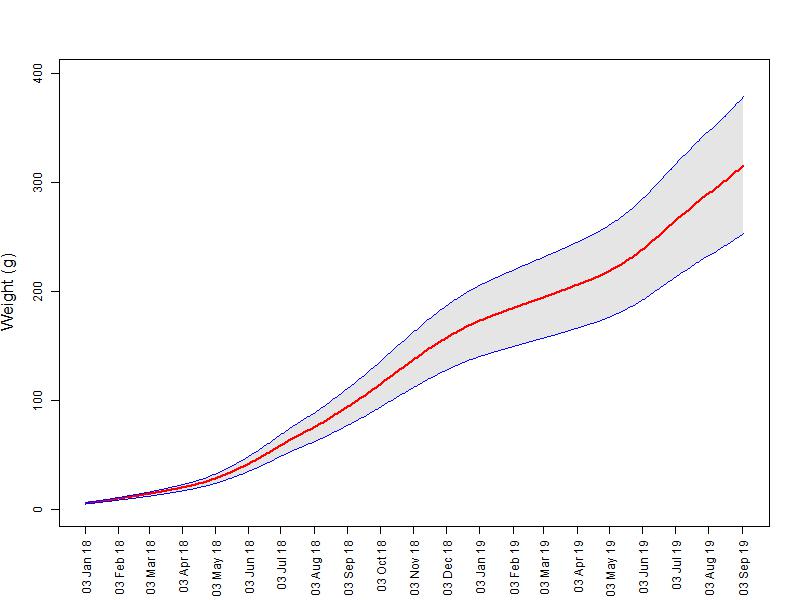 400
300
200
100
0
Weight (g)
03 Jan 18
03 Feb 18
03 Mar 18
03 Apr 18
03 May 18
03 Jun 18
03 Jul 18
03 Aug 18
03 Sep 18
03 Oct 18
03 Nov 18
03 Dec 18
03 Jan 19
03 Feb 19
03 Mar 19
03 Apr 19
03 May 19
03 Jun 19
03 Jul 19
03 Aug 19
03 Sep 19